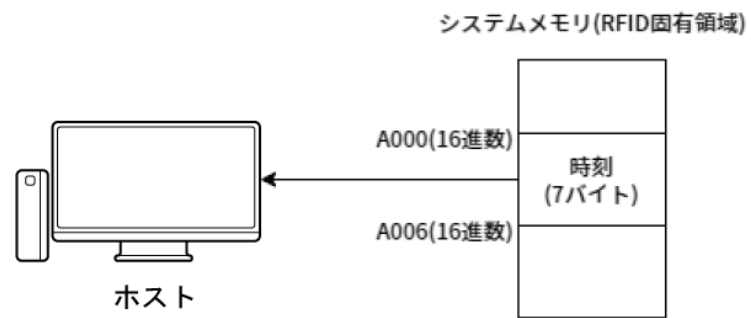 システムメモリ(RFID固有領域)
A000(16進数)
時刻
(7バイト)
A006(16進数)
ホスト